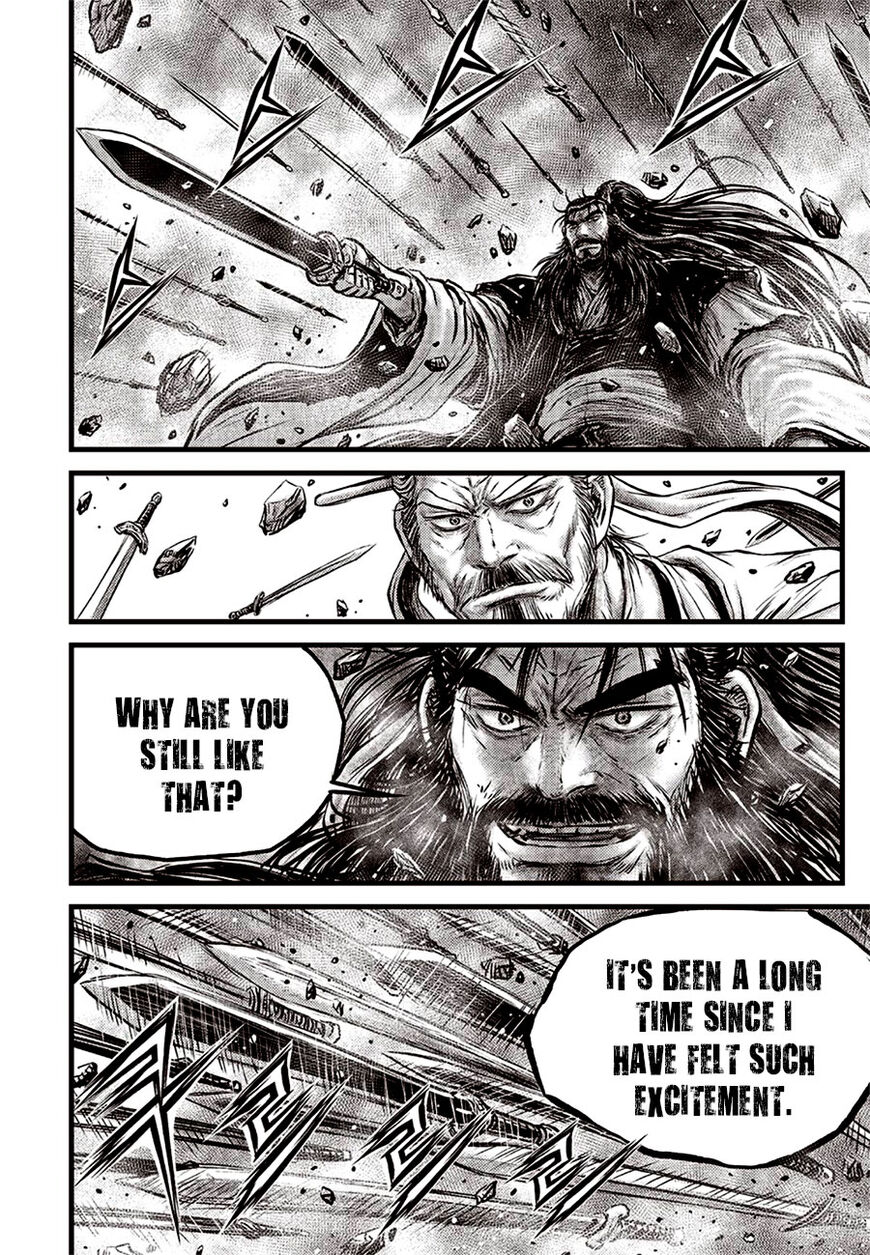 WHY ARE YOU
STILL LIKE
THAT?
IT'S BEEN A LONG
TIME SINCE I
HAVE FELT SUCH
EXCITEMENT.